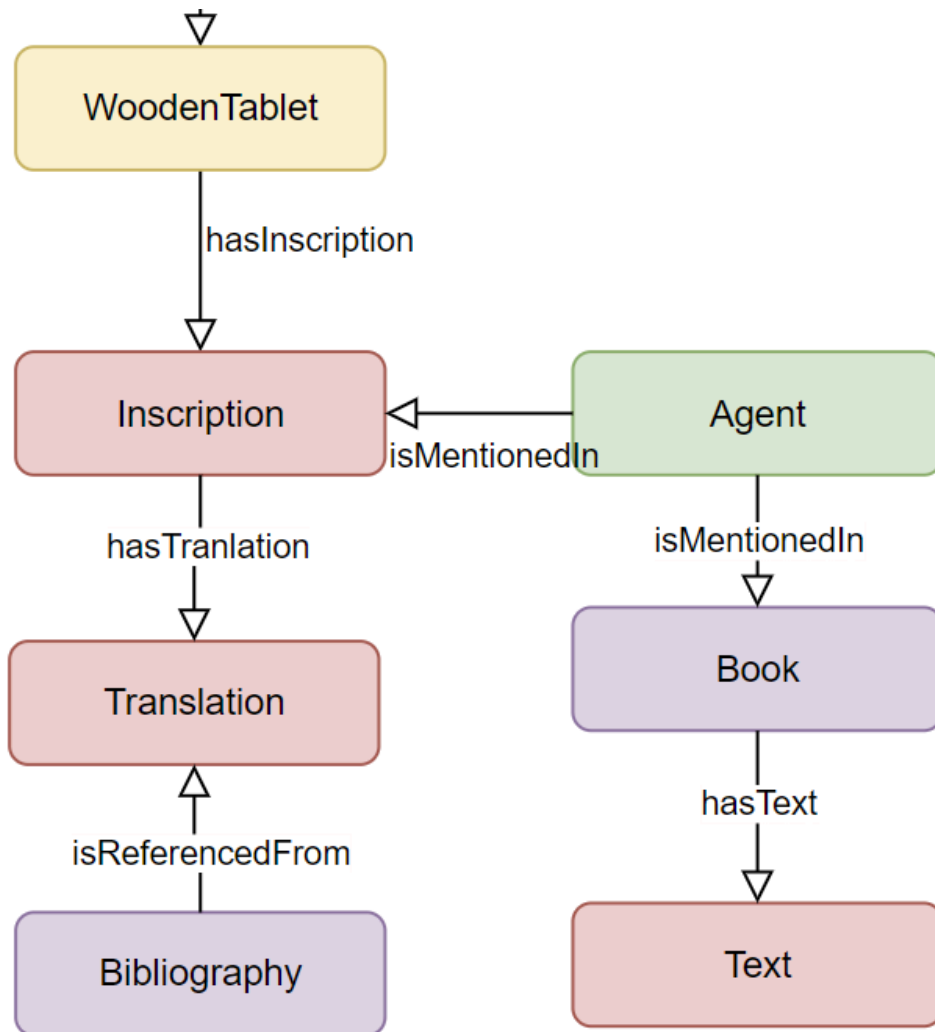 WoodenTablet
hasInscription
Inscription
Agent
isMentionedIn
hasTranlation
isMentionedIn
Book
Translation
hasText
isReferencedFrom
Text
Bibliography